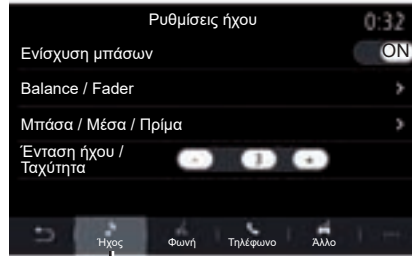 Ρυθμίσεις ήχου 0:32
Ενίσχυση μπάσων ON
Balance / Fader
Μπάσα / Μέσα / Πρίμα
Ένταση ήχου /
Ταχύτητα - 3 +
Ήχος Φωνή Τηλέφωνο Άλλο